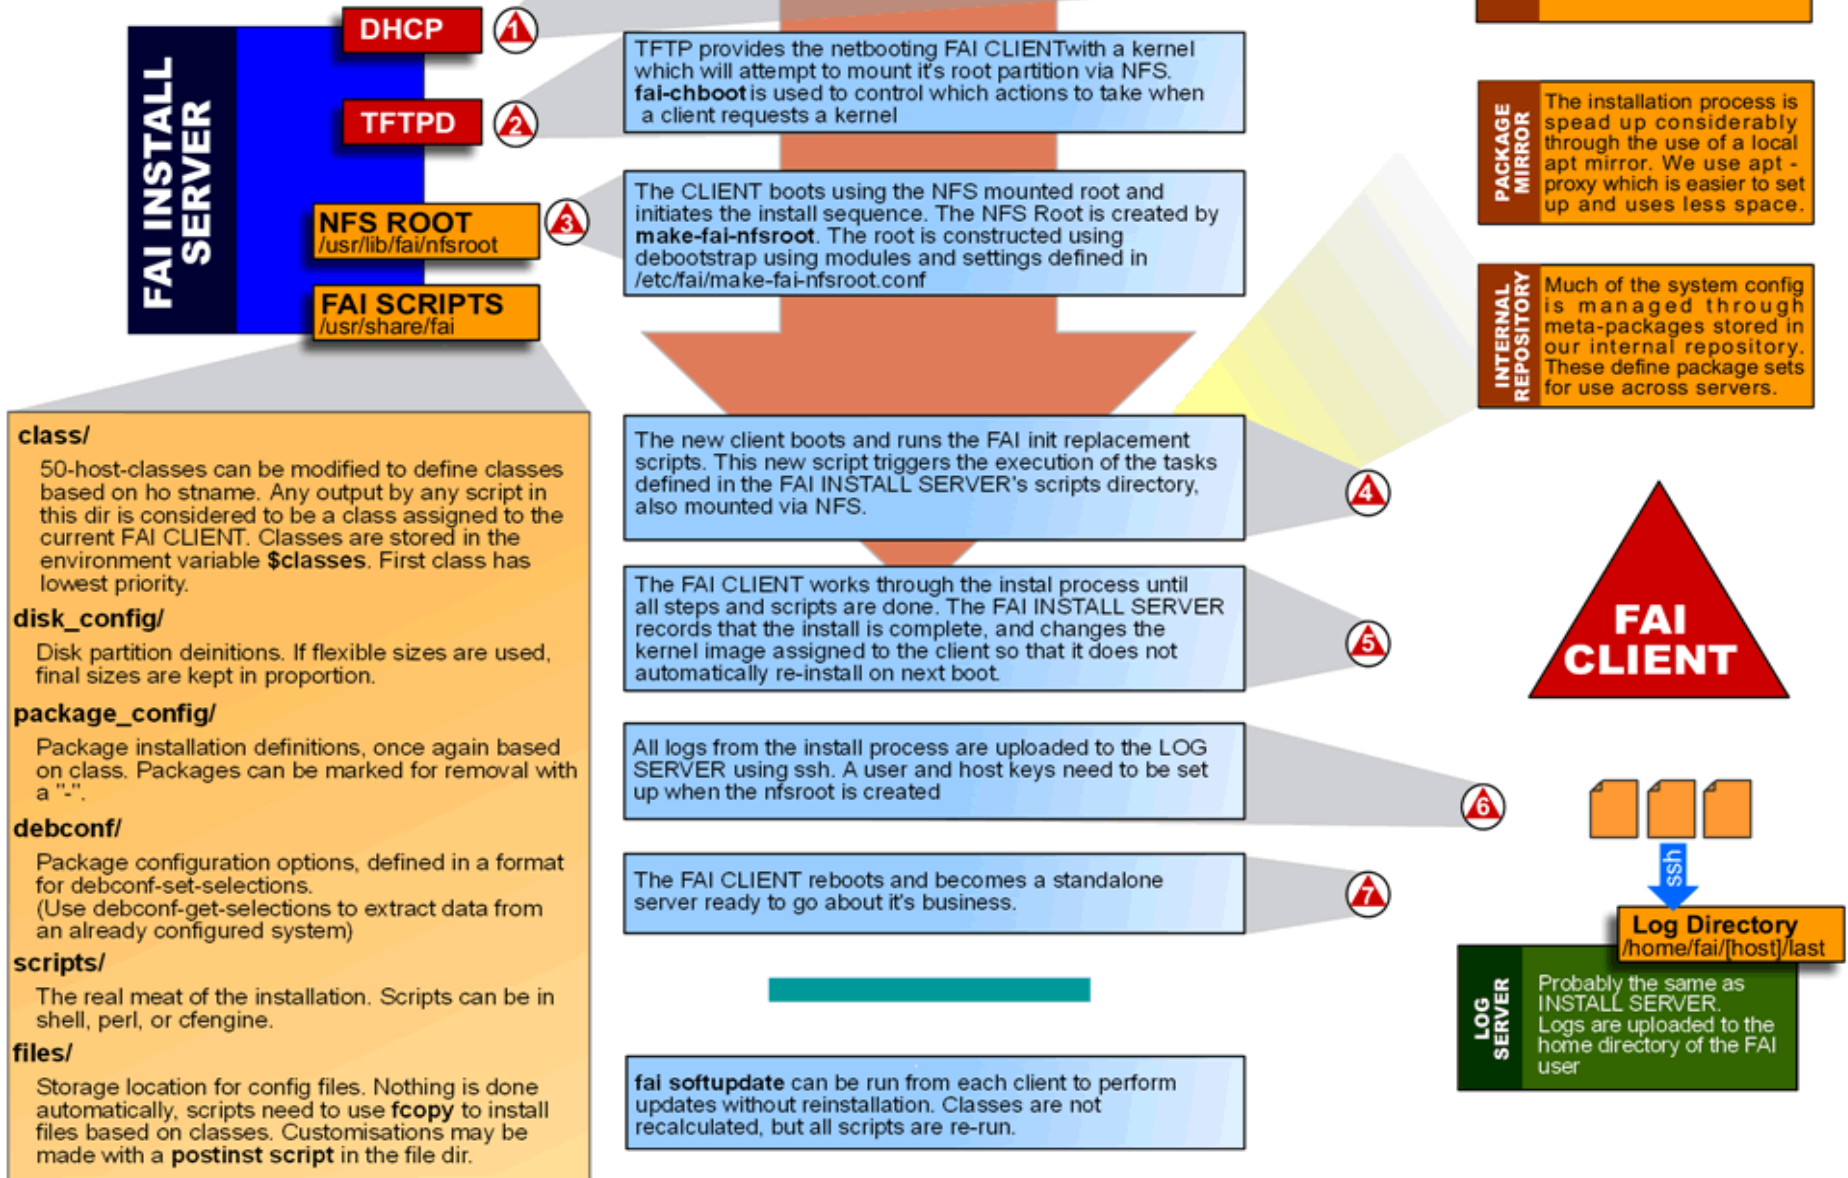 FAI INSTALL
SERVER
DHCP
1
TFTPD
2
NFS ROOT
/usr/lib/fai/nfsroot
3
FAI SCRIPTS
/usr/share/fai
TFTP provides the netbooting FAI CLIENTwith a kernel
which will attempt to mount it's root partition via NFS.
fai-chboot is used to control which actions to take when
a client requests a kernel
The CLIENT boots using the NFS mounted root and
initiates the install sequence. The NFS Root is created by
make-fai-nfsroot. The root is constructed using
debootstrap using modules and settings defined in
/etc/fai/make-fai-nfsroot.conf
PACKAGE
MIRROR
The installation process is
spead up considerably
through the use of a local
apt mirror. We use apt -
proxy which is easier to set
up and uses less space.
INTERNAL
REPOSITORY
Much of the system config
is managed through
meta-packages stored in
our internal repository.
These define package sets
for use across servers.
class/
50-host-classes can be modified to define classes
based on ho stname. Any output by any script in
this dir is considered to be a class assigned to the
current FAI CLIENT. Classes are stored in the
environment variable $classes. First class has
lowest priority.
disk_config/
Disk partition deinitions. If flexible sizes are used,
final sizes are kept in proportion.
package_config/
Package installation definitions, once again based
on class. Packages can be marked for removal with
a "-".
debconf/
Package configuration options, defined in a format
for debconf-set-selections.
(Use debconf-get-selections to extract data from
an already configured system)
scripts/
The real meat of the installation. Scripts can be in
shell, perl, or cfengine.
files/
Storage location for config files. Nothing is done
automatically, scripts need to use fcopy to install
files based on classes. Customisations may be
made with a postinst script in the file dir.
The new client boots and runs the FAI init replacement
scripts. This new script triggers the execution of the tasks
defined in the FAI INSTALL SERVER's scripts directory,
also mounted via NFS.
4
The FAI CLIENT works through the instal process until
all steps and scripts are done. The FAI INSTALL SERVER
records that the install is complete, and changes the
kernel image assigned to the client so that it does not
automatically re-install on next boot.
5
All logs from the install process are uploaded to the LOG
SERVER using ssh. A user and host keys need to be set
up when the nfsroot is created
6
The FAI CLIENT reboots and becomes a standalone
server ready to go about it's business.
7
fai softupdate can be run from each client to perform
updates without reinstallation. Classes are not
recalculated, but all scripts are re-run.
FAI
CLIENT
ssh
Log Directory
/home/fai/[host]/last
LOG
SERVER
Probably the same as
INSTALL SERVER.
Logs are uploaded to the
home directory of the FAI
user